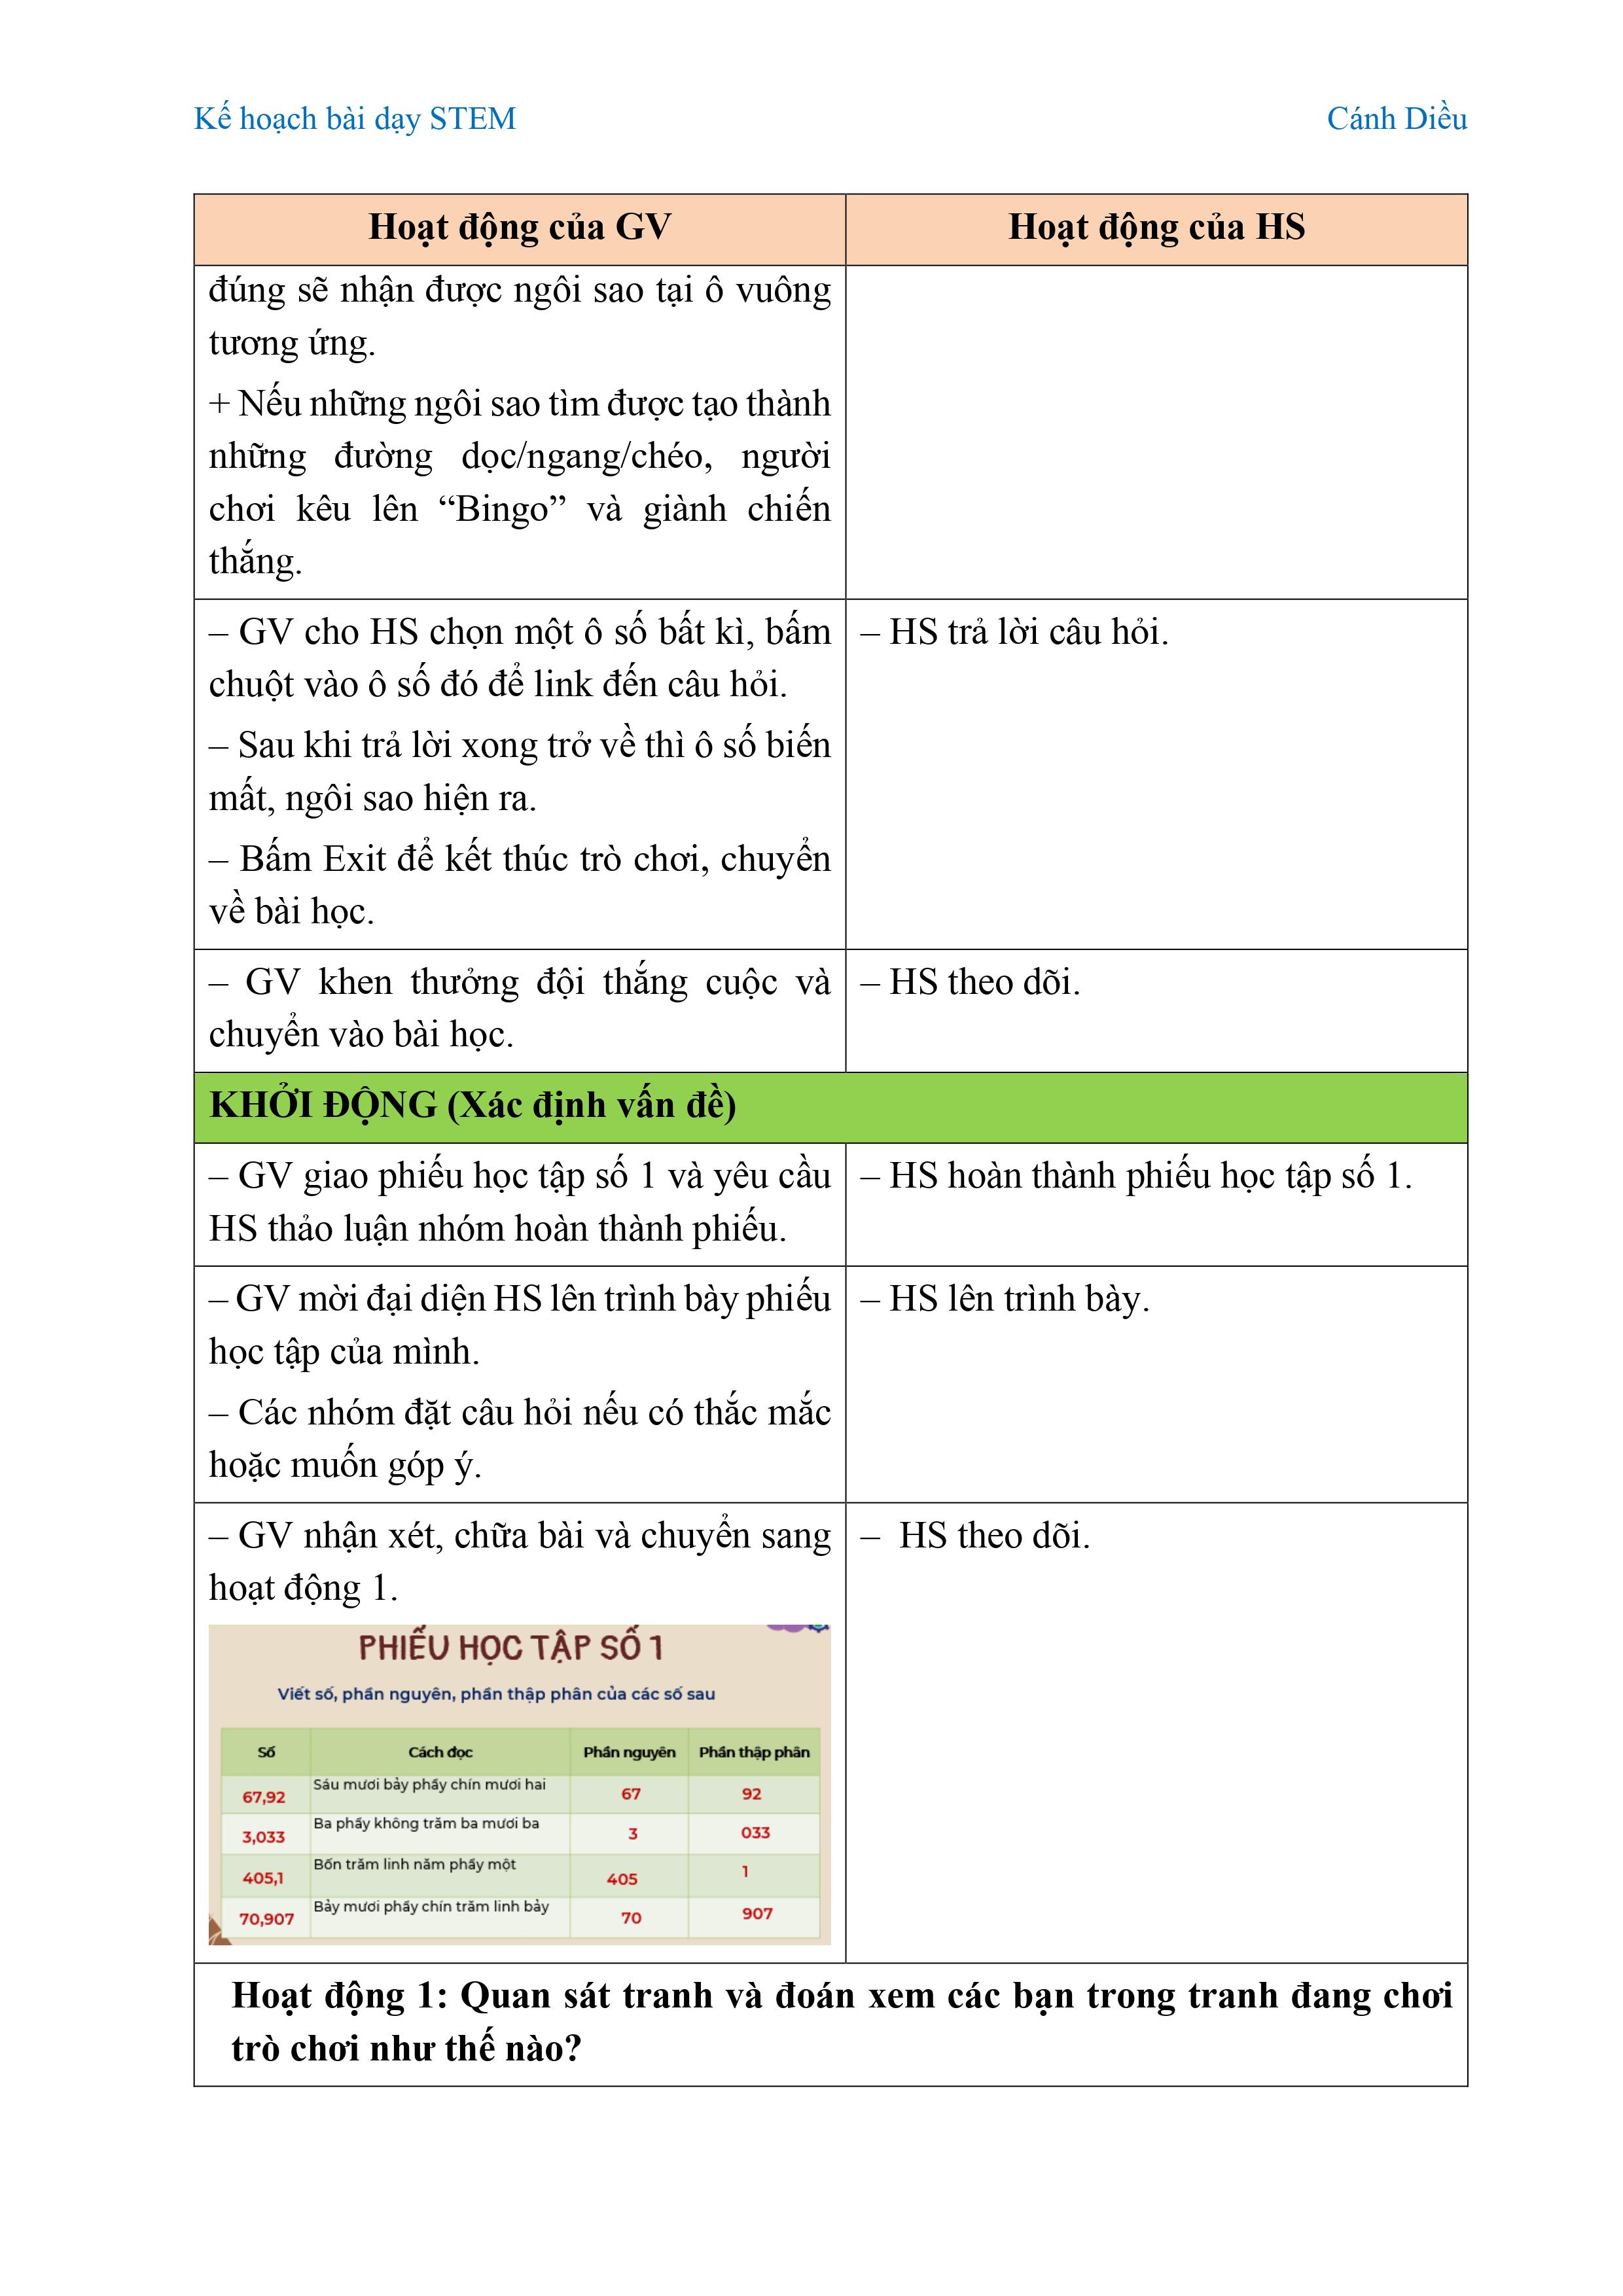 Kế hoạch bài dạy STEM
Cánh Diều
Hoạt động của GV
Hoạt động của HS
đúng sẽ nhận được ngôi sao tại ô vuông
tương ứng.
+ Nếu những ngôi sao tìm được tạo thành
những đường dọc/ngang/chéo, người
chơi kêu lên “Bingo” và giành chiến
thắng.
– GV cho HS chọn một ô số bất kì, bấm
chuột vào ô số đó để link đến câu hỏi.
– Sau khi trả lời xong trở về thì ô số biến
mất, ngôi sao hiện ra.
– Bấm Exit để kết thúc trò chơi, chuyển
về bài học.
– HS trả lời câu hỏi.
– GV khen thưởng đội thắng cuộc và
chuyển vào bài học.
– HS theo dõi.
KHỞI ĐỘNG (Xác định vấn đề)
– GV giao phiếu học tập số 1 và yêu cầu
HS thảo luận nhóm hoàn thành phiếu.
– HS hoàn thành phiếu học tập số 1.
– GV mời đại diện HS lên trình bày phiếu
học tập của mình.
– Các nhóm đặt câu hỏi nếu có thắc mắc
hoặc muốn góp ý.
– HS lên trình bày.
– GV nhận xét, chữa bài và chuyển sang
hoạt động 1.
– HS theo dõi.
PHIẾU HỌC TẬP SỐ 1
Viết số, phần nguyên, phần thập phân của các số sau
Số Cách đọc Phần nguyên Phần thập phân
67,92 Sáu mươi bảy phẩy chín mươi hai 67 92
3,033 Ba phẩy không trăm ba mươi ba 3 033
405,1 Bốn trăm linh năm phẩy một 405 1
70,907 Bảy mươi phẩy chín trăm linh bảy 70 907
Hoạt động 1: Quan sát tranh và đoán xem các bạn trong tranh đang chơi
trò chơi như thế nào?